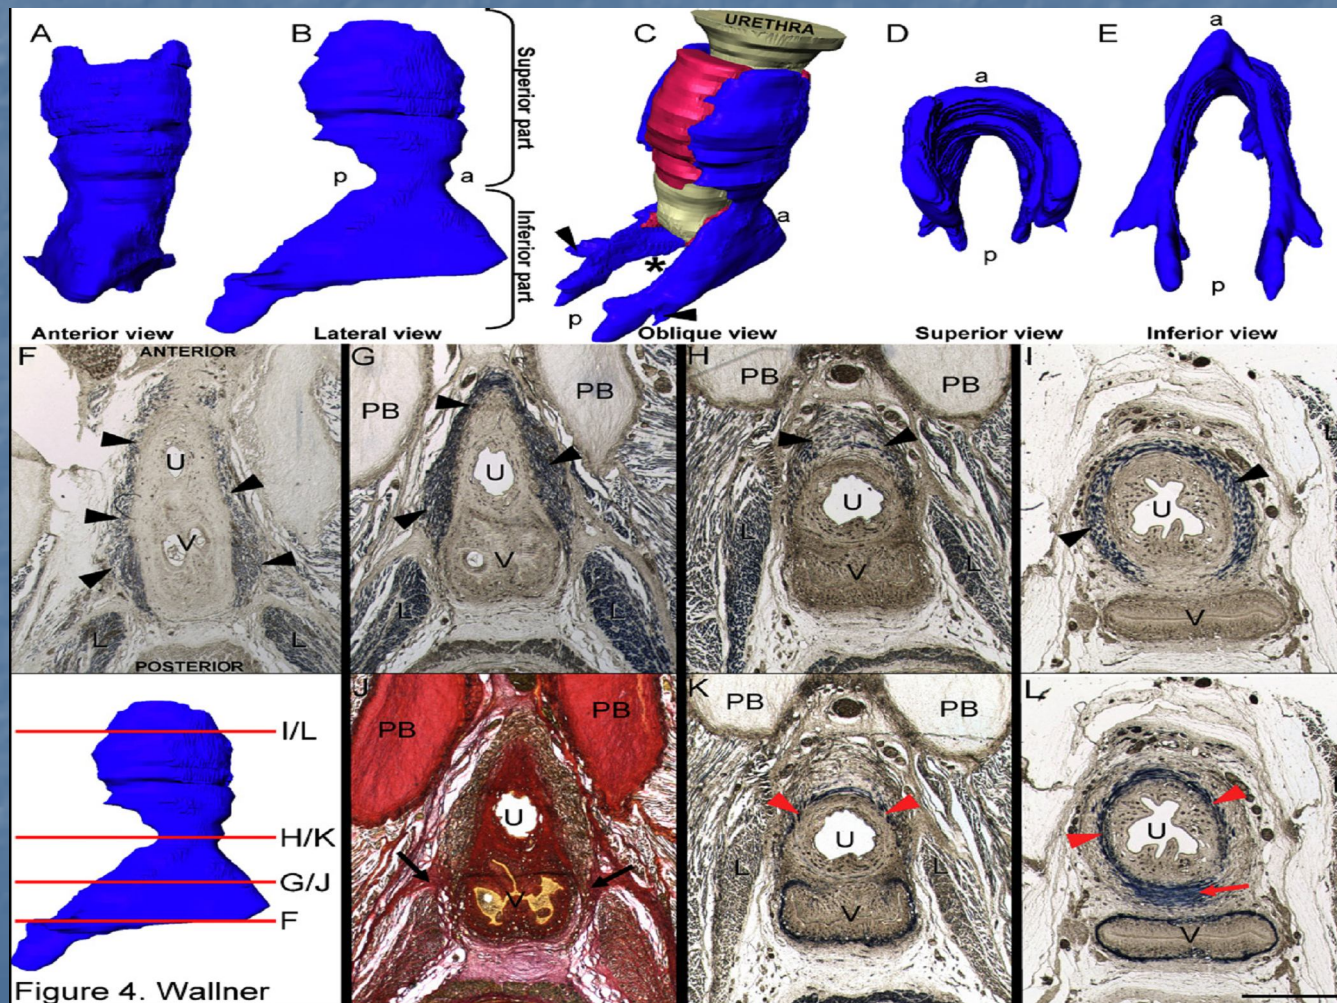 A
B
Superior part
Inferior part
p
a
C
URETHRA
a
*
p
D
a
p
E
a
p
Anterior view
Lateral view
Oblique view
Superior view
Inferior view
F
ANTERIOR
U
V
L
L
POSTERIOR
G
PB
PB
U
V
L
L
H
PB
PB
U
L
V
L
I
L
U
V
I/L
H/K
G/J
F
J
PB
PB
U
V
K
PB
PB
U
L
L
V
L
U
V
Figure 4. Wallner